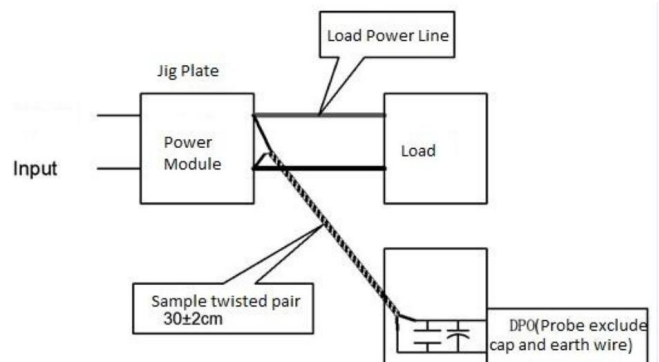 Load Power Line
Jig Plate
Power
Module
Load
Input
Sample twisted pair
30±2cm
DPO(Probe exclude
cap and earth wire)